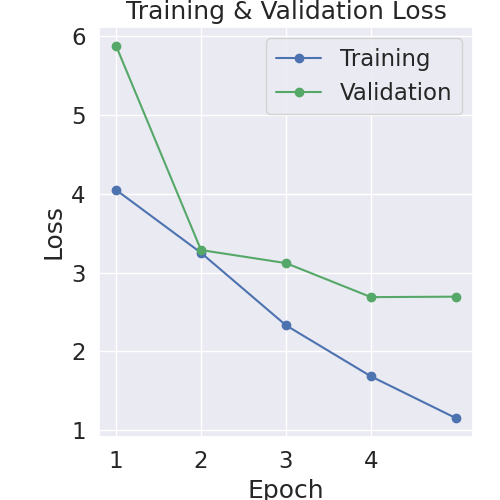 Training & Validation Loss
Training
Validation
Loss
6
5
4
3
2
1
1 2 3 4
Epoch